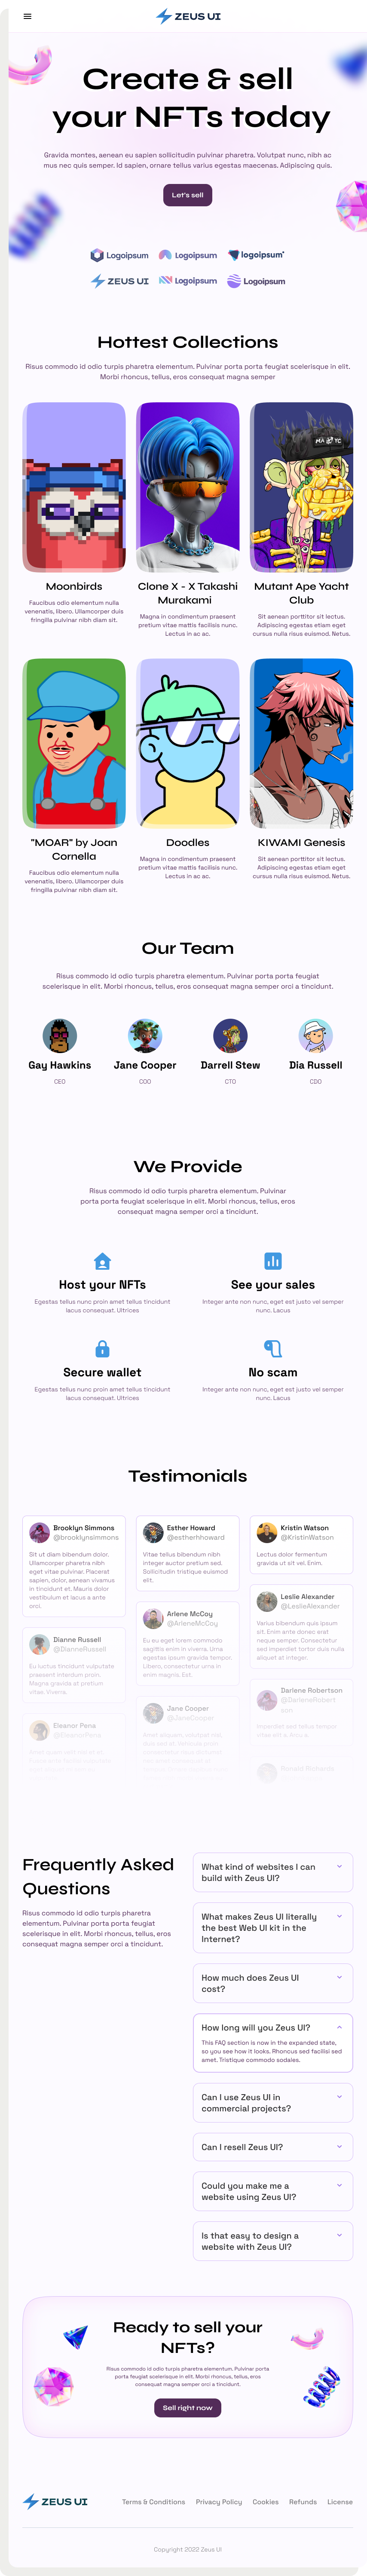 ZEUS UI
Create & sell
your NFTs today
Gravida montes, aenean eu sapien sollicitudin pulvinar pharetra. Volutpat nunc, nibh ac
mus nec quis semper. Id sapien, ornare tellus varius egestas maecenas. Adipiscing quis.
Let's sell
Logoipsum
Logoipsum
logoipsum
ZEUS UI
Logoipsum
Logoipsum
Hottest Collections
Risus commodo id odio turpis pharetra elementum. Pulvinar porta porta feugiat scelerisque in elit.
Morbi rhoncus, tellus, eros consequat magna semper
Moonbirds
Faucibus odio elementum nulla
venenatis, libero. Ullamcorper duis
fringilla pulvinar nibh diam sit.
Clone X - X Takashi
Murakami
Magna in condimentum praesent
pretium vitae mattis facilisis nunc.
Lectus in ac ac.
Mutant Ape Yacht
Club
Sit aenean porttitor sit lectus.
Adipiscing egestas etiam eget
cursus nulla risus euismod. Netus.
"MOAR" by Joan
Cornella
Faucibus odio elementum nulla
venenatis, libero. Ullamcorper duis
fringilla pulvinar nibh diam sit.
Doodles
Magna in condimentum praesent
pretium vitae mattis facilisis nunc.
Lectus in ac ac.
KIWAMI Genesis
Sit aenean porttitor sit lectus.
Adipiscing egestas etiam eget
cursus nulla risus euismod. Netus.
Our Team
Risus commodo id odio turpis pharetra elementum. Pulvinar porta porta feugiat
scelerisque in elit. Morbi rhoncus, tellus, eros consequat magna semper orci a tincidunt.
Gay Hawkins
CEO
Jane Cooper
COO
Darrell Stew
CTO
Dia Russell
CDO
We Provide
Risus commodo id odio turpis pharetra elementum. Pulvinar
porta porta feugiat scelerisque in elit. Morbi rhoncus, tellus, eros
consequat magna semper orci a tincidunt.
Host your NFTs
Egestas tellus nunc proin amet tellus tincidunt
lacus consequat. Ultrices
See your sales
Integer ante non nunc, eget est justo vel semper
nunc. Lacus
Secure wallet
Egestas tellus nunc proin amet tellus tincidunt
lacus consequat. Ultrices
No scam
Integer ante non nunc, eget est justo vel semper
nunc. Lacus
Testimonials
Brooklyn Simmons
@brooklynsimmons
Sit ut diam bibendum dolor.
Ullamcorper pharetra nibh
eget vitae pulvinar. Placerat
sapien, dolor, aenean vivamus
in tincidunt et. Mauris dolor
vestibulum et lacus a ante
orci.
Dianne Russell
@DianneRussell
Eu luctus tincidunt vulputate
praesent interdum proin.
Magna gravida at pretium
vitae. Viverra.
Eleanor Pena
@EleanorPena
Esther Howard
@estherhhoward
Vitae tellus bibendum nibh
integer auctor pretium sed.
Sollicitudin tristique euismod
elit.
Arlene McCoy
@ArleneMcCoy
Eu eu eget lorem commodo
sagittis enim in viverra. Urna
egestas ipsum gravida tempor.
Libero, consectetur urna in
enim magnis. Est.
Jane Cooper
@JaneCooper
Kristin Watson
@KristinWatson
Lectus dolor fermentum
gravida ut sit vel. Enim.
Leslie Alexander
@LeslieAlexander
Varius bibendum quis ipsum
sit. Enim ante donec erat
neque semper. Consectetur
sed imperdiet tortor duis nulla
aliquet at integer.
Darlene Robertson
@DarleneRobert
son
Imperdiet sed tellus tempor
Frequently Asked
Questions
Risus commodo id odio turpis pharetra
elementum. Pulvinar porta porta feugiat
scelerisque in elit. Morbi rhoncus, tellus, eros
consequat magna semper orci a tincidunt.
What kind of websites I can
build with Zeus UI?
What makes Zeus UI literally
the best Web UI kit in the
Internet?
How much does Zeus UI
cost?
How long will you Zeus UI?
This FAQ section is now in the expanded state,
so you see how it looks. Rhoncus sed facilisi sed
amet. Tristique commodo sodales.
Can I use Zeus UI in
commercial projects?
Can I resell Zeus UI?
Could you make me a
website using Zeus UI?
Is that easy to design a
website with Zeus UI?
Ready to sell your
NFTs?
Risus commodo id odio turpis pharetra elementum. Pulvinar porta
porta feugiat scelerisque in elit. Morbi rhoncus, tellus, eros
consequat magna semper orci a tincidunt.
Sell right now
ZEUS UI
Terms & Conditions
Privacy Policy
Cookies
Refunds
License
Copyright 2022 Zeus UI